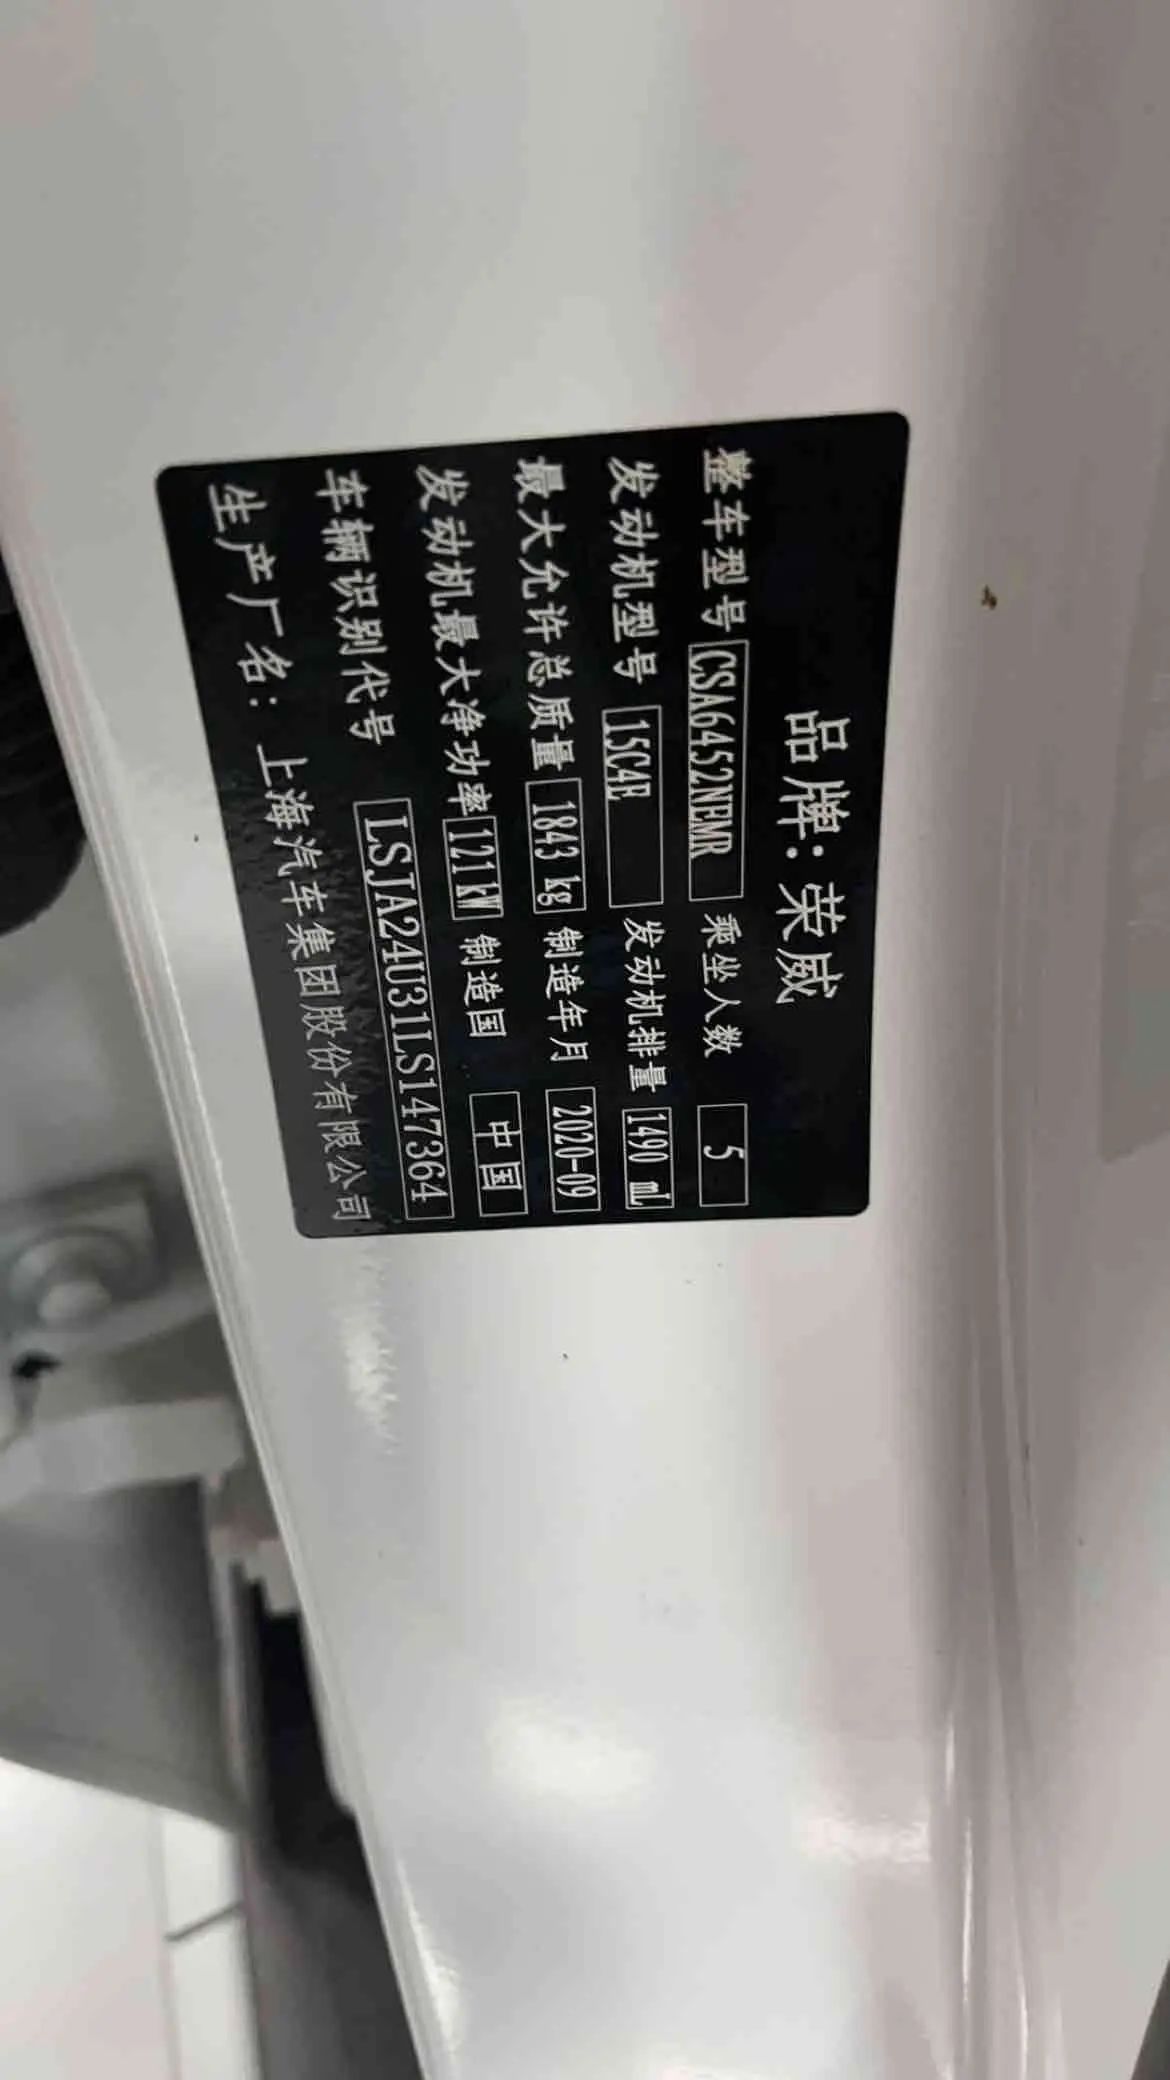 品牌：荣威
整车型号 CSA6452NEMR 乘坐人数 5
发动机型号 15C4E 发动机排量 1490 mL
最大允许总质量 1843 kg 制造年月 2020-09
发动机最大净功率 121kW 制造国 中国
车辆识别代号 LSJA24U31LS147364
生产厂名：上海汽车集团股份有限公司